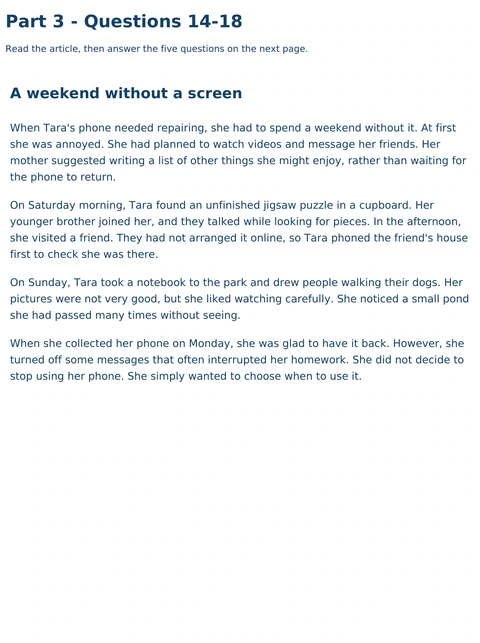 Part 3 - Questions 14-18
Read the article, then answer the five questions on the next page.
A weekend without a screen
When Tara's phone needed repairing, she had to spend a weekend without it. At first
she was annoyed. She had planned to watch videos and message her friends. Her
mother suggested writing a list of other things she might enjoy, rather than waiting for
the phone to return.
On Saturday morning, Tara found an unfinished jigsaw puzzle in a cupboard. Her
younger brother joined her, and they talked while looking for pieces. In the afternoon,
she visited a friend. They had not arranged it online, so Tara phoned the friend's house
first to check she was there.
On Sunday, Tara took a notebook to the park and drew people walking their dogs. Her
pictures were not very good, but she liked watching carefully. She noticed a small pond
she had passed many times without seeing.
When she collected her phone on Monday, she was glad to have it back. However, she
turned off some messages that often interrupted her homework. She did not decide to
stop using her phone. She simply wanted to choose when to use it.